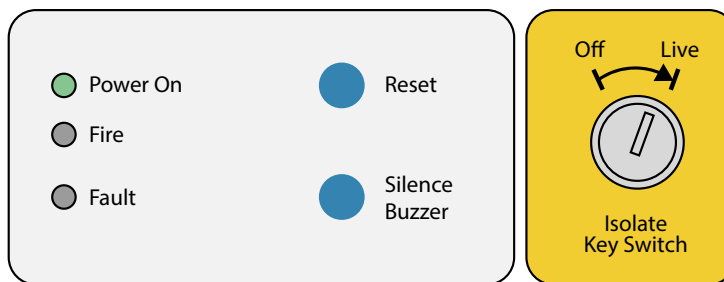 Power On
Fire
Fault
Reset
Silence
Buzzer
Off Live
Isolate
Key Switch